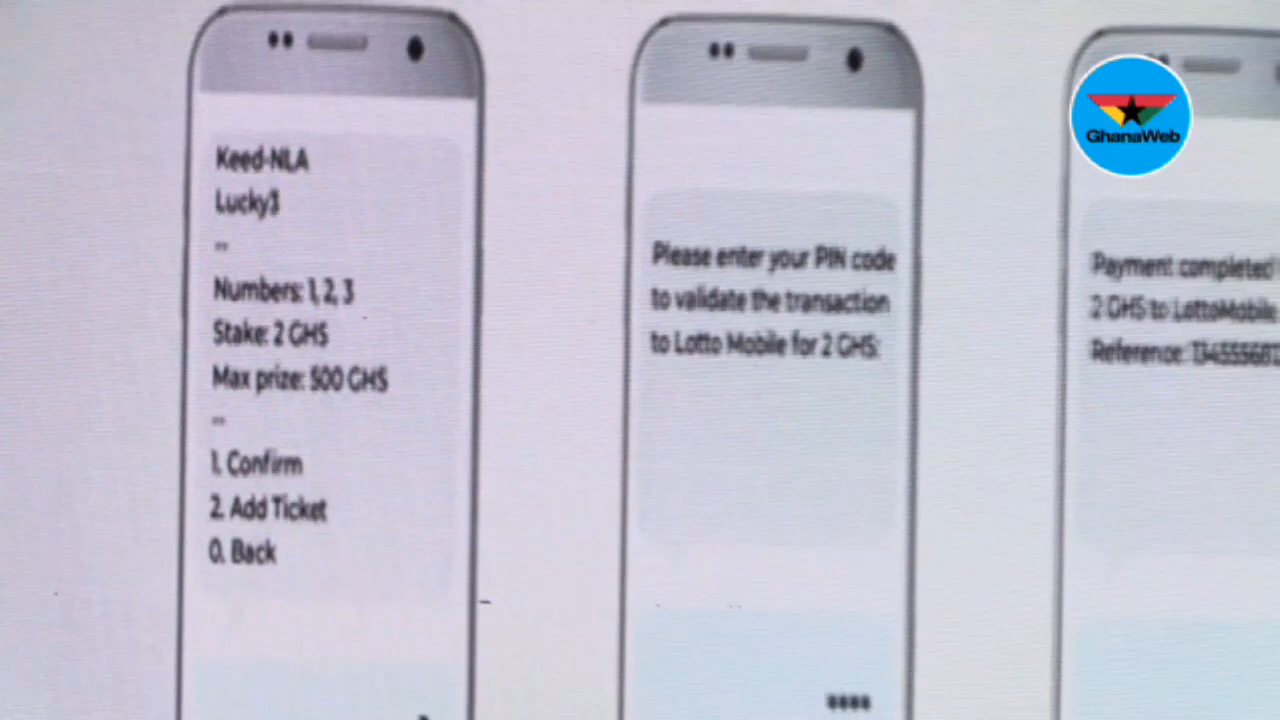 Keed-NLA
Lucky3
--
Numbers: 1, 2, 3
Stake: 2 GHS
Max prize: 500 GHS
--
1. Confirm
2. Add Ticket
0. Back
Please enter your PIN code
to validate the transaction
to Lotto Mobile for 2 GHS:
Payment completed
2 GHS to LottoMobile
Reference:
GhanaWeb